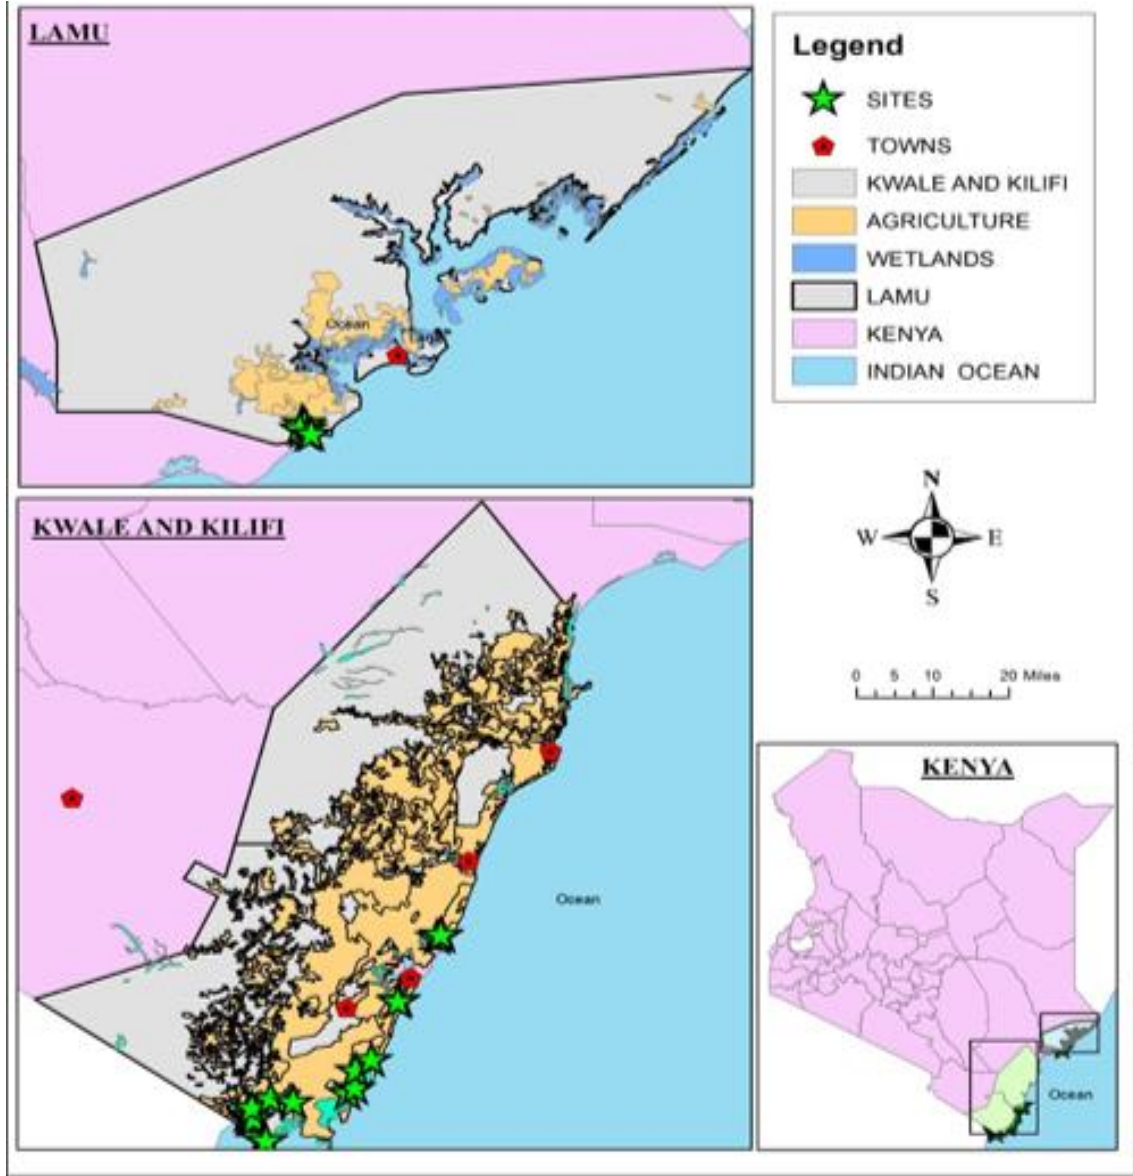 LAMU
Ocean
Legend
SITES
TOWNS
KWALE AND KILIFI
AGRICULTURE
WETLANDS
LAMU
KENYA
INDIAN OCEAN
KWALE AND KILIFI
Ocean
N
W E
S
0 5 10 20 Miles
KENYA
Ocean